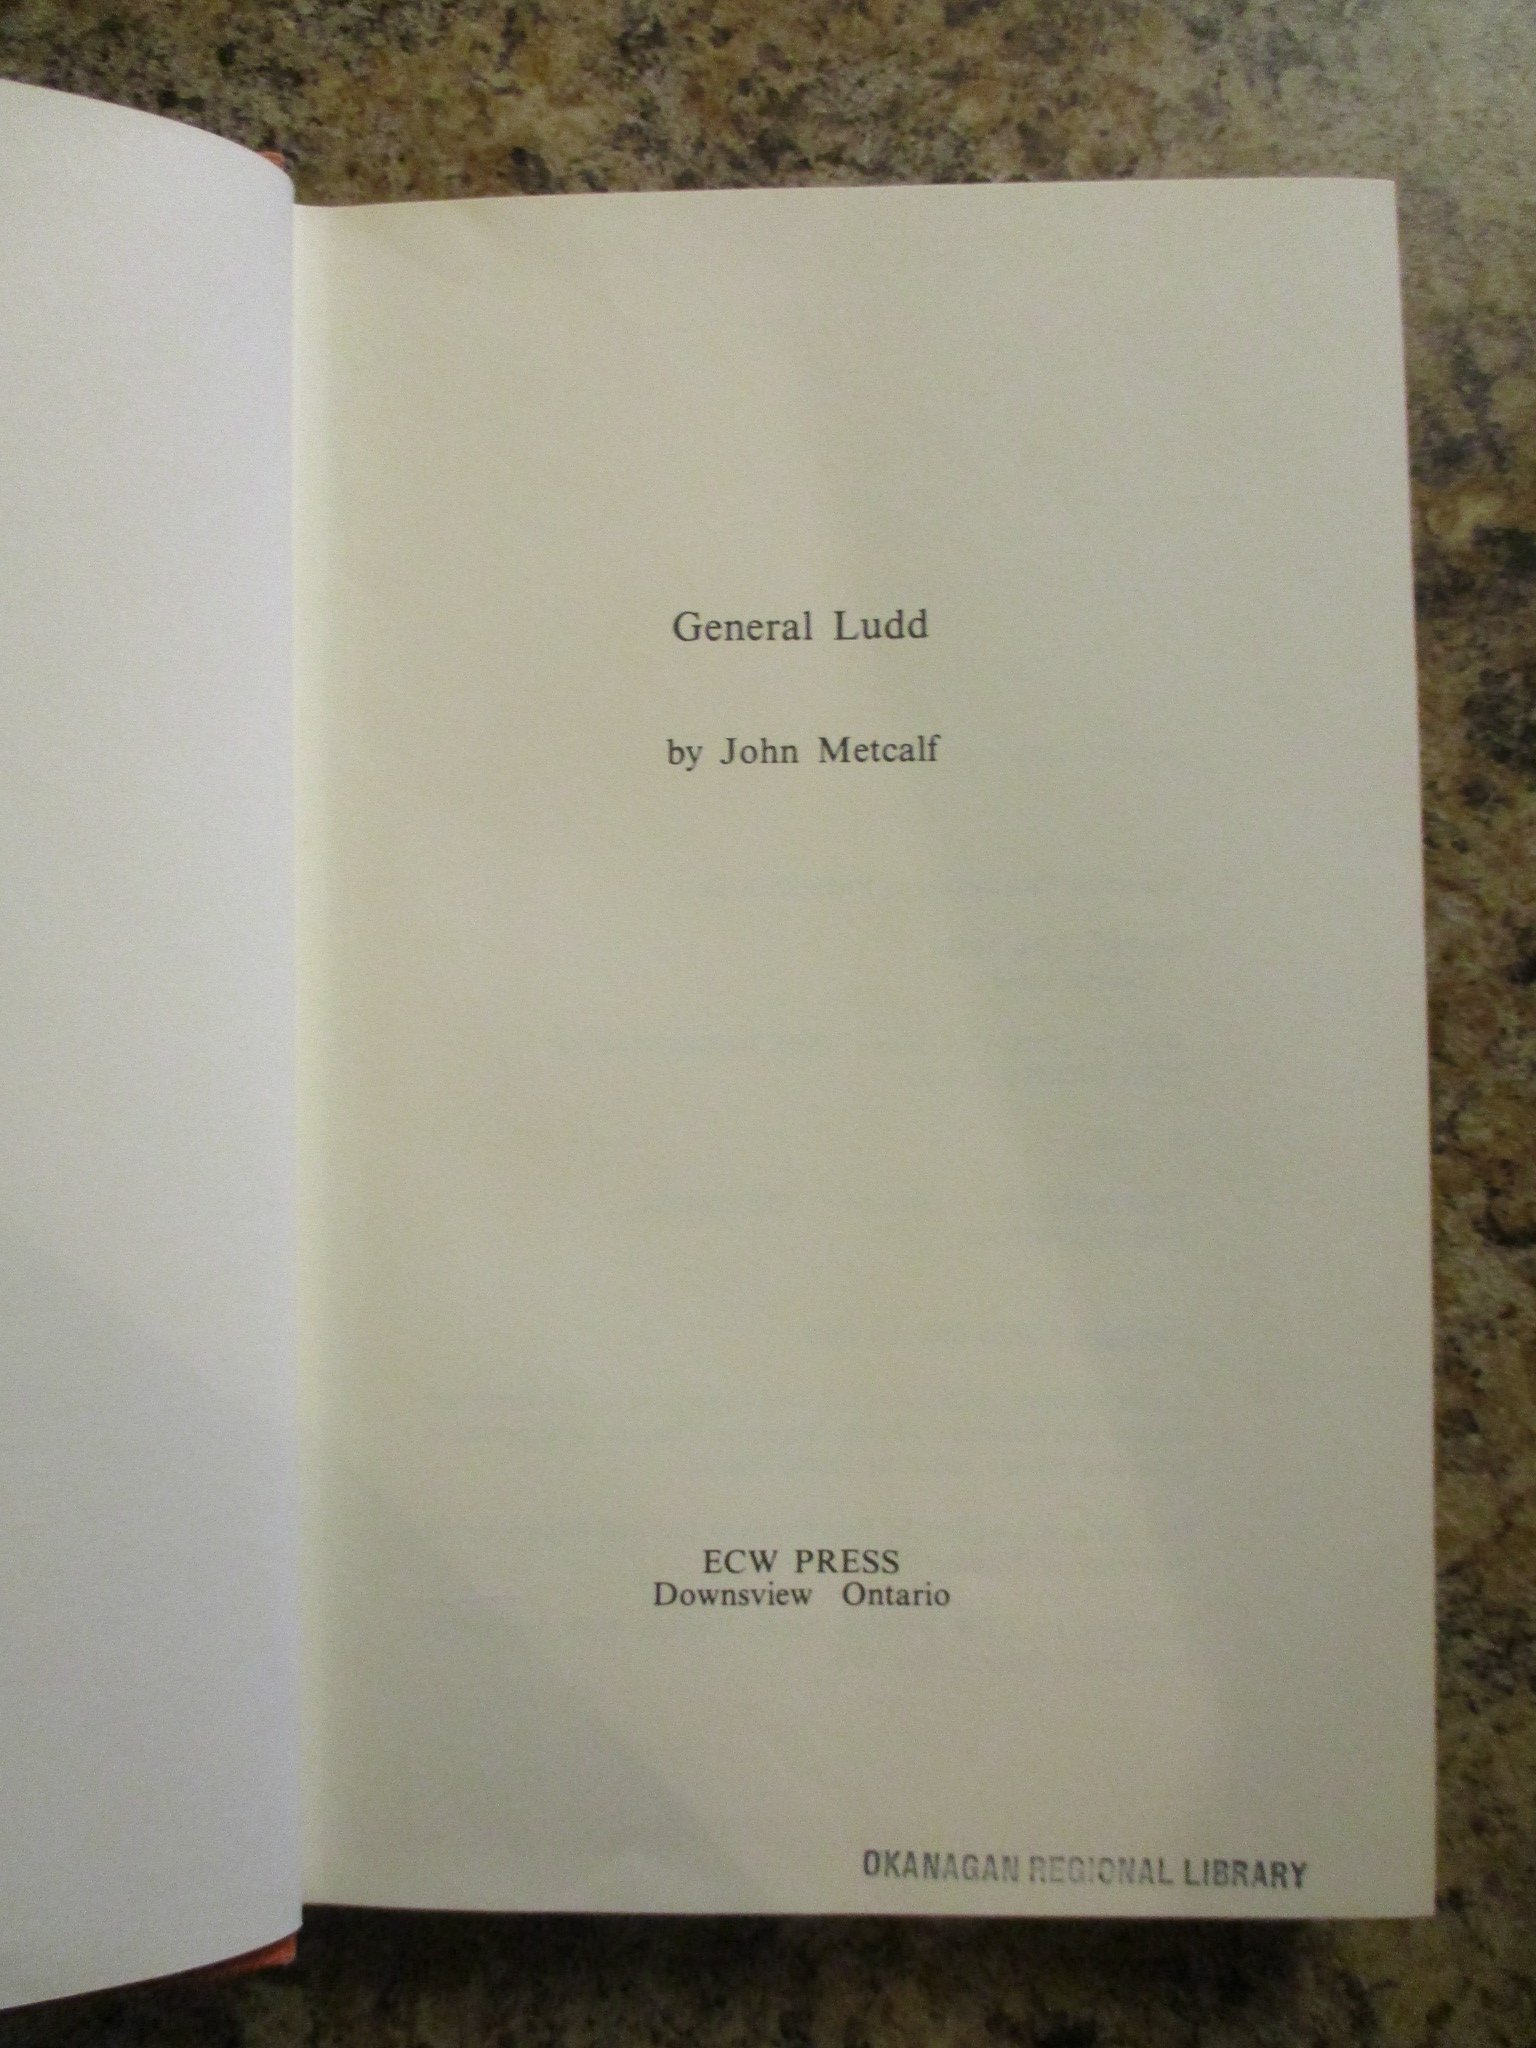 General Ludd
by John Metcalf
ECW PRESS
Downsview Ontario
OKANAGAN REGIONAL LIBRARY